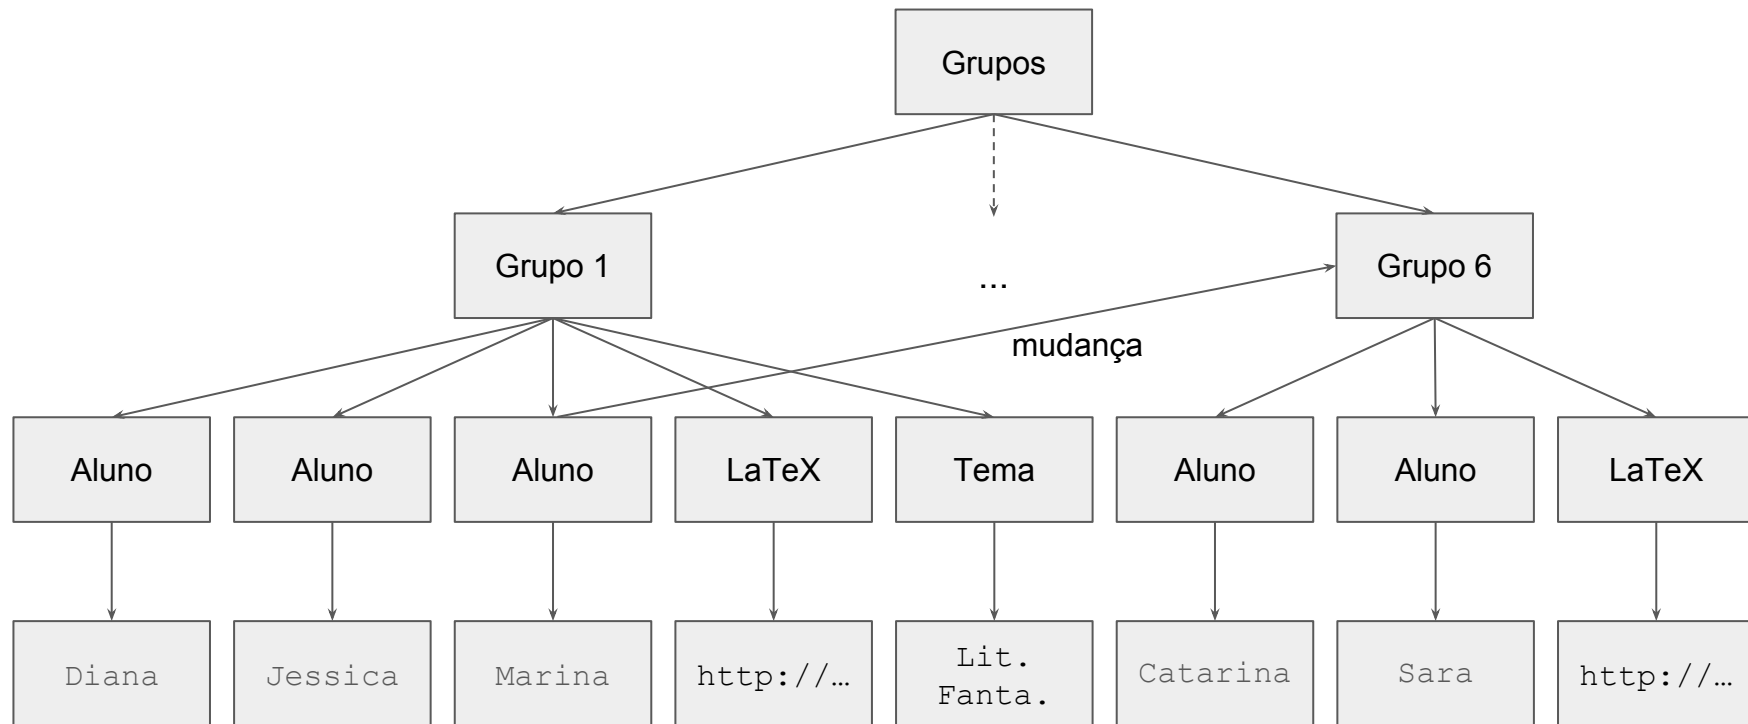 Grupos
Grupo 1
...
Grupo 6
mudança
Aluno
Aluno
Aluno
LaTeX
Tema
Aluno
Aluno
LaTeX
Diana
Jessica
Marina
http://…
Lit.
Fanta.
Catarina
Sara
http://…